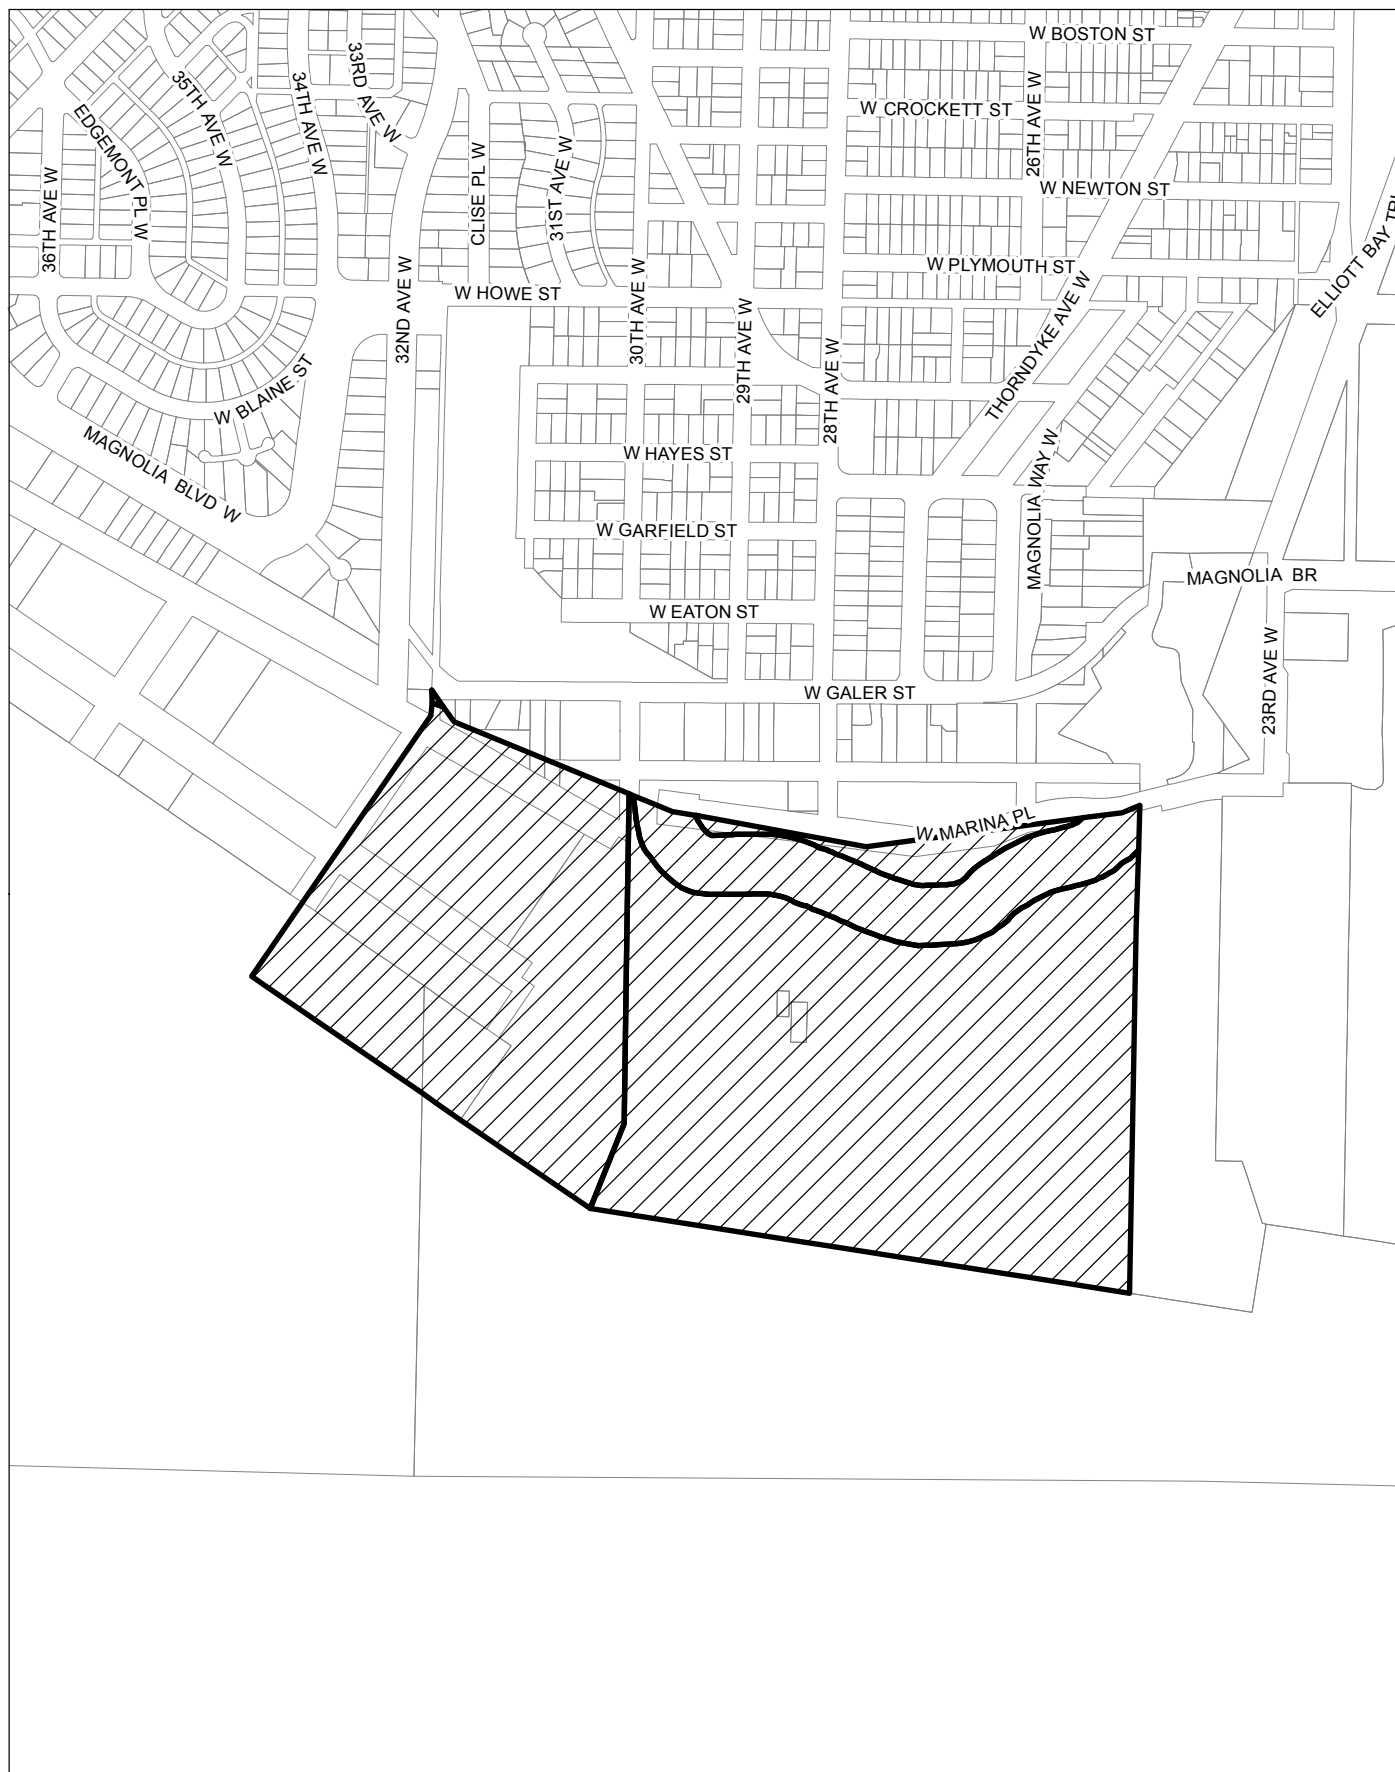 W BOSTON ST
33RD AVE W
35TH AVE W
34TH AVE W
26TH AVE W
W CROCKETT ST
EDGEMONT PL W
36TH AVE W
CLISE PL W
31ST AVE W
W NEWTON ST
W PLYMOUTH ST
ELLIOTT BAY TRL
32ND AVE W
W HOWE ST
30TH AVE W
29TH AVE W
28TH AVE W
THORNDYKE AVE W
W BLAINE ST
MAGNOLIA BLVD W
W HAYES ST
MAGNOLIA WAY W
W GARFIELD ST
MAGNOLIA BR
W EATON ST
23RD AVE W
W GALER ST
W MARINA PL